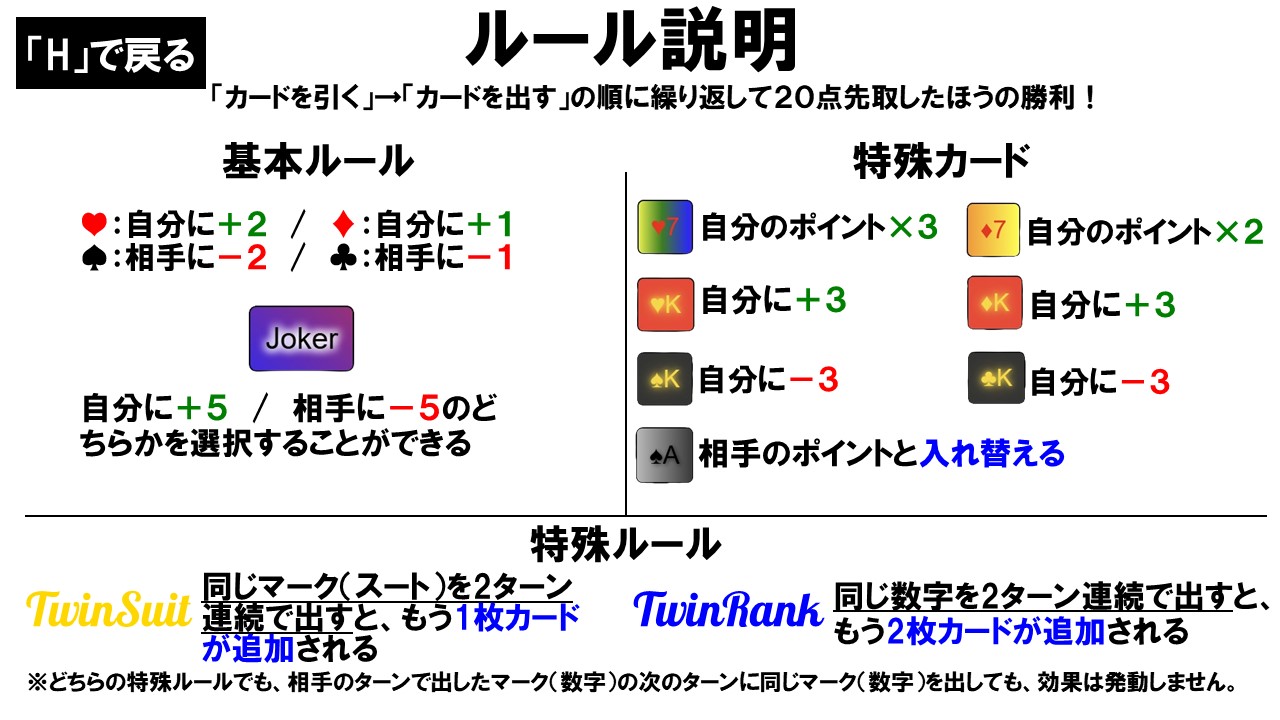 「H」で戻る
ルール説明
「カードを引く」→「カードを出す」の順に繰り返して20点先取したほうの勝利！
基本ルール
♥：自分に＋2 / ♦：自分に＋1
♠：相手に－2 / ♣：相手に－1
Joker
自分に＋5 / 相手に－5のど
ちらかを選択することができる
特殊カード
♥7 自分のポイント×3
♦7 自分のポイント×2
♥K 自分に＋3
♦K 自分に＋3
♠K 自分に－3
♣K 自分に－3
♠A 相手のポイントと入れ替える
特殊ルール
TwinSuit
同じマーク（スート）を2ターン
連続で出すと、もう1枚カード
が追加される
TwinRank
同じ数字を2ターン連続で出すと、
もう2枚カードが追加される
※どちらの特殊ルールでも、相手のターンで出したマーク（数字）の次のターンに同じマーク（数字）を出しても、効果は発動しません。